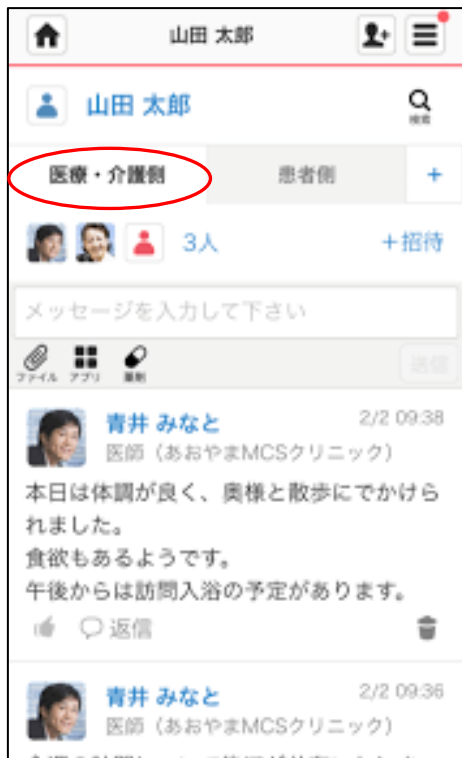 山田 太郎
山田 太郎
検索
医療・介護側
患者側
+
3人
+招待
メッセージを入力して下さい
ファイル
アプリ
薬剤
送信
青井 みなと
2/2 09:38
医師（あおやまMCSクリニック）
本日は体調が良く、奥様と散歩にでかけら
れました。
食欲もあるようです。
午後からは訪問入浴の予定があります。
返信
青井 みなと
2/2 09:36
医師（あおやまMCSクリニック）